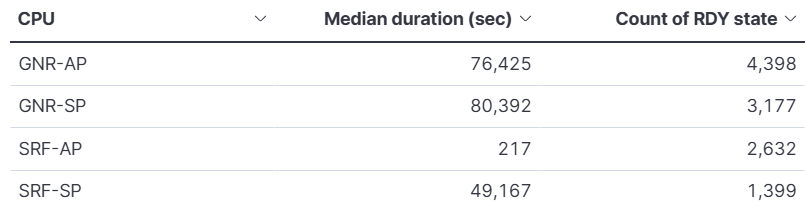 CPU Median duration (sec) Count of RDY state
GNR-AP 76,425 4,398
GNR-SP 80,392 3,177
SRF-AP 217 2,632
SRF-SP 49,167 1,399